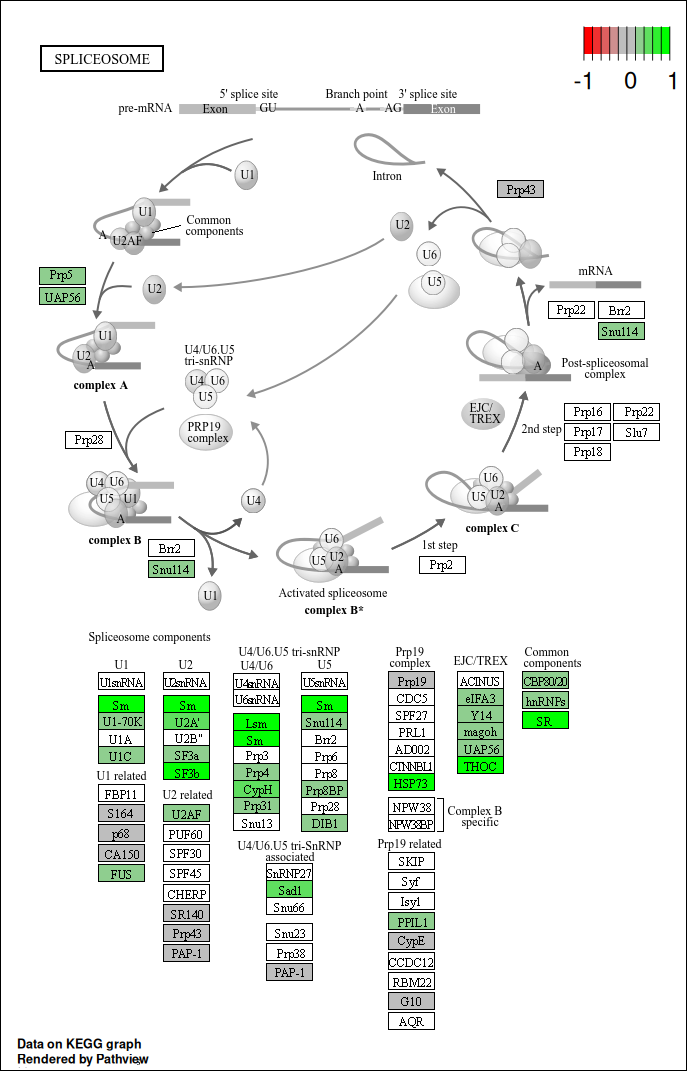 SPLICEOSOME
-1 0 1
5' splice site Branch point 3' splice site
pre-mRNA Exon GU A AG Exon
U1
Intron
Prp43
U1
A U2AF
Common
components
U2
U6
U5
Prp5
UAP56
U2
mRNA
Prp22 Brr2
Snu114
U1
U2
A
complex A
U4/U6.U5
tri-snRNP
U4 U6
U5
A
Post-spliceosomal
complex
Prp28
PRP19
complex
EJC/
TREX
2nd step
Prp16 Prp22
Prp17 Slu7
Prp18
U4 U6
U5 U1
U2
A
complex B
U4
U6
U5 U2
A
complex C
Brr2
Snu114
U1
U6
U5 U2
A
Activated spliceosome
complex B*
1st step
Prp2
Spliceosome components
U1
U1snRNA
Sm
U1-70K
U1A
U1C
U1 related
FBP11
S164
p68
CA150
FUS
U2
U2snRNA
Sm
U2A'
U2B"
SF3a
SF3b
U2 related
U2AF
PUF60
SPF30
SPF45
CHERP
SR140
Prp43
PAP-1
U4/U6.U5 tri-snRNP
U4/U6
U4snRNA
U6snRNA
Lsm
Sm
Prp3
Prp4
CypH
Prp31
Snu13
U5
U5snRNA
Sm
Snu114
Brr2
Prp6
Prp8
Prp8BP
Prp28
DIB1
U4/U6.U5 tri-SnRNP
associated
SnRNP27
Sad1
Snu66
Snu23
Prp38
PAP-1
Prp19
complex
Prp19
CDC5
SPF27
PRL1
AD002
CTNNBL1
HSP73
NPW38
NPW38BP
Complex B
specific
Prp19 related
SKIP
Syf
Isy1
PPIL1
CypE
CCDC12
RBM22
G10
AQR
EJC/TREX
ACINUS
eIFA3
Y14
magoh
UAP56
THOC
Common
components
CBP80/20
hnRNPs
SR
Data on KEGG graph
Rendered by Pathview